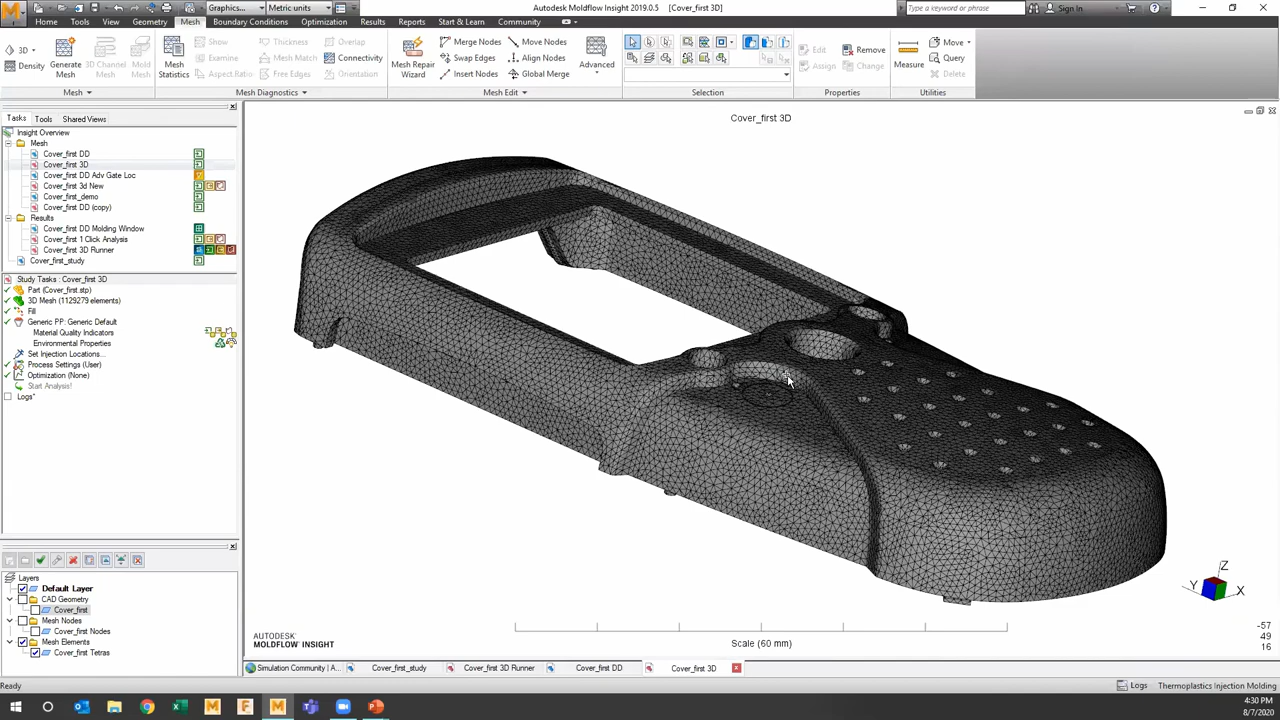 Graphics...
Metric units
Autodesk Moldflow Insight 2019.0.5   [Cover_first 3D]
Type a keyword or phrase
Sign In
Home Tools View Geometry Mesh Boundary Conditions Optimization Results Reports Start & Learn Community
3D
Density
Generate Mesh
3D Channel Mesh
Mold Mesh
Mesh Statistics
Show
Examine
Aspect Ratio
Thickness
Mesh Match
Free Edges
Overlap
Connectivity
Orientation
Mesh Repair Wizard
Merge Nodes
Swap Edges
Insert Nodes
Move Nodes
Align Nodes
Global Merge
Advanced
Edit
Assign
Remove
Change
Measure
Move
Query
Delete
Mesh
Mesh Diagnostics
Mesh Edit
Selection
Properties
Utilities
Tasks Tools Shared Views
Insight Overview
Mesh
Cover_first DD
Cover_first 3D
Cover_first DD Adv Gate Loc
Cover_first 3d New
Cover_first_demo
Cover_first DD (copy)
Results
Cover_first DD Molding Window
Cover_first 1 Click Analysis
Cover_first 3D Runner
Cover_first_study
Study Tasks : Cover_first 3D
Part (Cover_first.stp)
3D Mesh (1129279 elements)
Fill
Generic PP: Generic Default
Material Quality Indicators
Environmental Properties
Set Injection Locations...
Process Settings (User)
Optimization (None)
Start Analysis!
Logs*
Layers
Default Layer
CAD Geometry
Cover_first
Mesh Nodes
Cover_first Nodes
Mesh Elements
Cover_first Tetras
Cover_first 3D
Z
Y
X
-57
49
16
AUTODESK
MOLDFLOW INSIGHT
Scale (60 mm)
Simulation Community | A...
Cover_first_study
Cover_first 3D Runner
Cover_first DD
Cover_first 3D
Ready
Logs
Thermoplastics Injection Molding
4:30 PM
8/7/2020